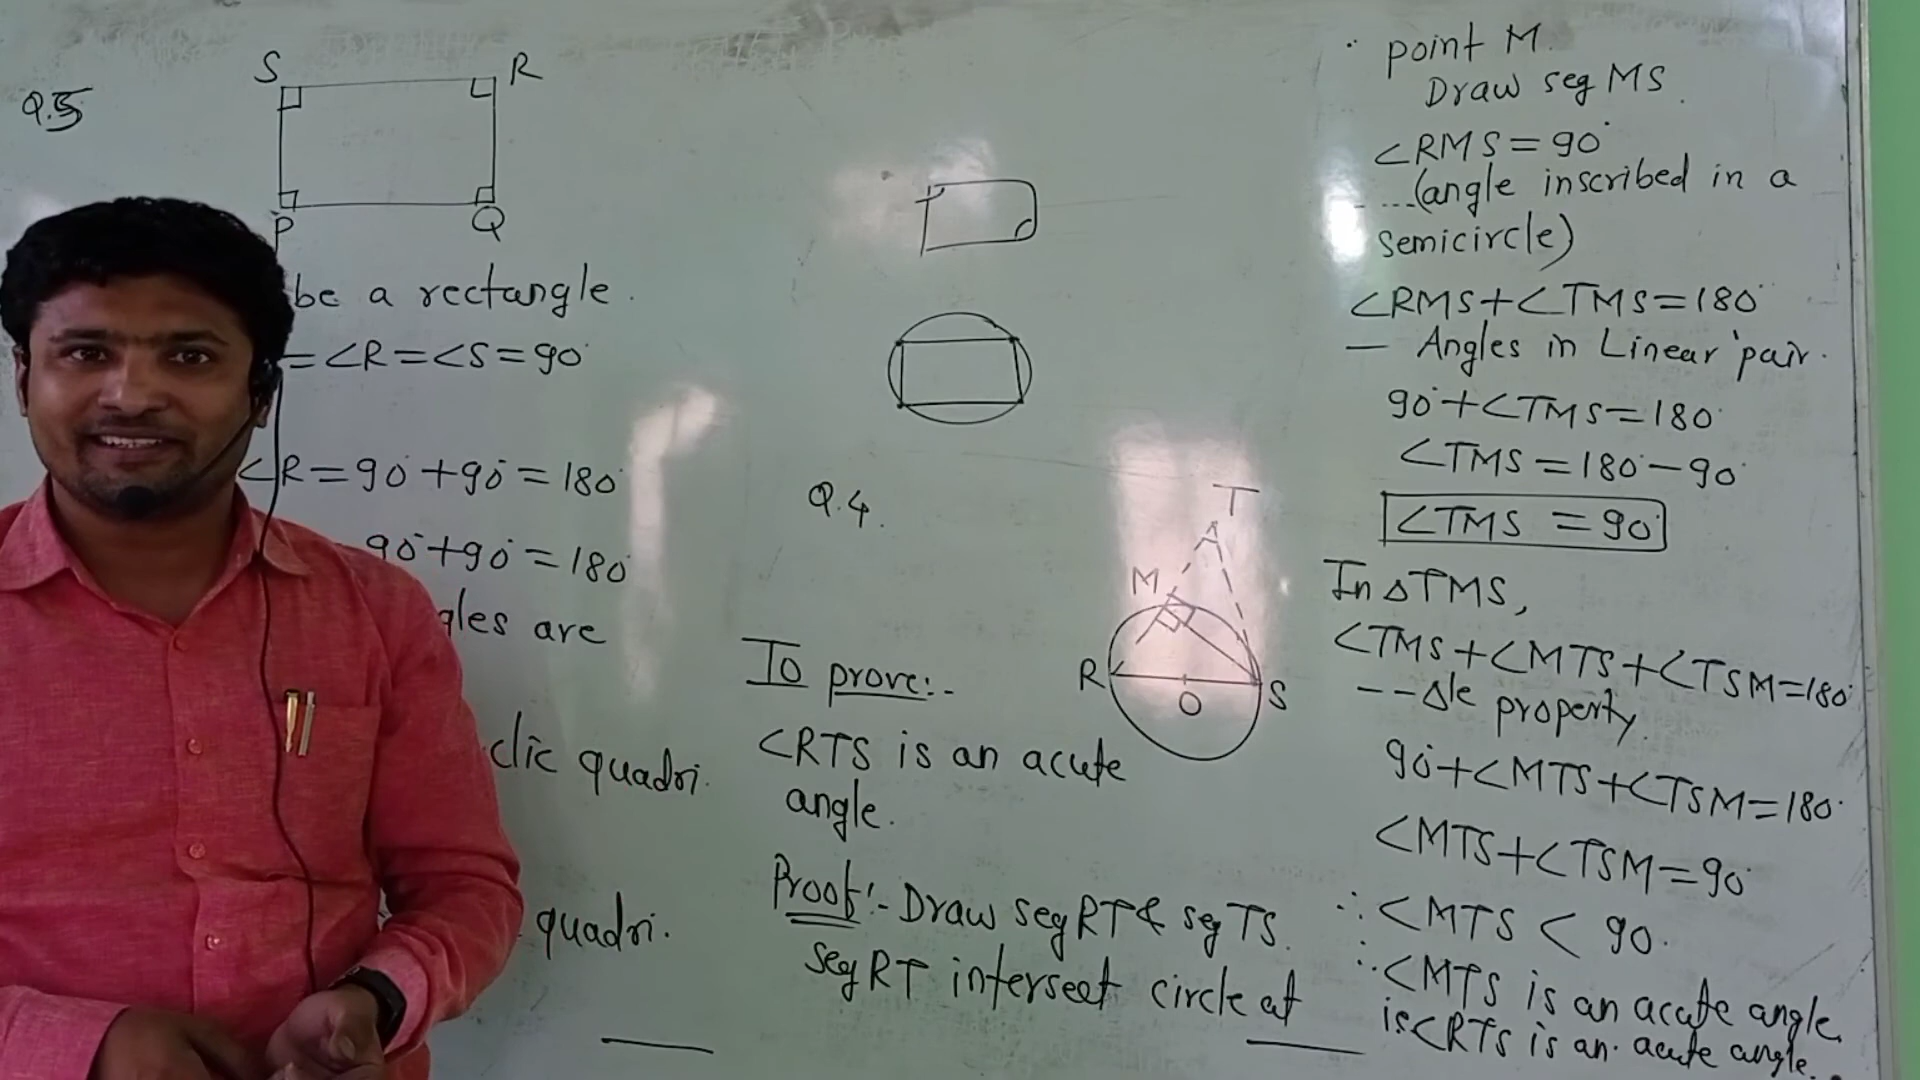 Q.5
S
R
P
Q
be a rectangle.
=∠R=∠S=90°
∠R=90°+90°=180°
90°+90°=180°
gles are
clic quadri.
quadri.
Q.4.
T
M
R
O
S
To prove:-
∠RTS is an acute
angle.
Proof:- Draw seg RT & seg TS.
seg RT intersect circle at
point M.
Draw seg MS.
∠RMS=90°
...(angle inscribed in a
semicircle)
∠RMS+∠TMS=180°
— Angles in Linear pair.
90°+∠TMS=180°
∠TMS=180°-90°
∠TMS=90°
In △TMS,
∠TMS+∠MTS+∠TSM=180°
--△le property.
90°+∠MTS+∠TSM=180°
∠MTS+∠TSM=90°
∴∠MTS < 90°
∴∠MTS is an acute angle
ie∠RTS is an acute angle.